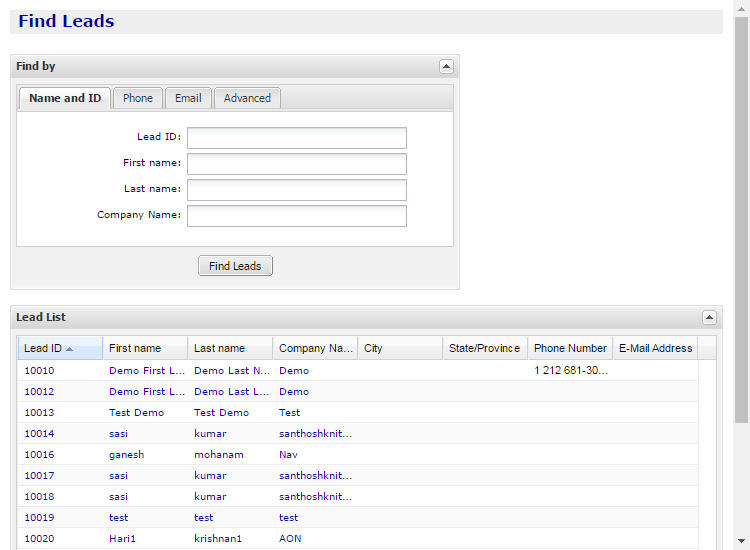 Find Leads
Find by
Name and ID Phone Email Advanced
Lead ID:
First name:
Last name:
Company Name:
Find Leads
Lead List
Lead ID First name Last name Company Na... City State/Province Phone Number E-Mail Address
10010 Demo First L... Demo Last N... Demo 1 212 681-30...
10012 Demo First L... Demo Last L... Demo
10013 Test Demo Test Demo Test
10014 sasi kumar santhoshknit...
10016 ganesh mohanam Nav
10017 sasi kumar santhoshknit...
10018 sasi kumar santhoshknit...
10019 test test test
10020 Hari1 krishnan1 AON